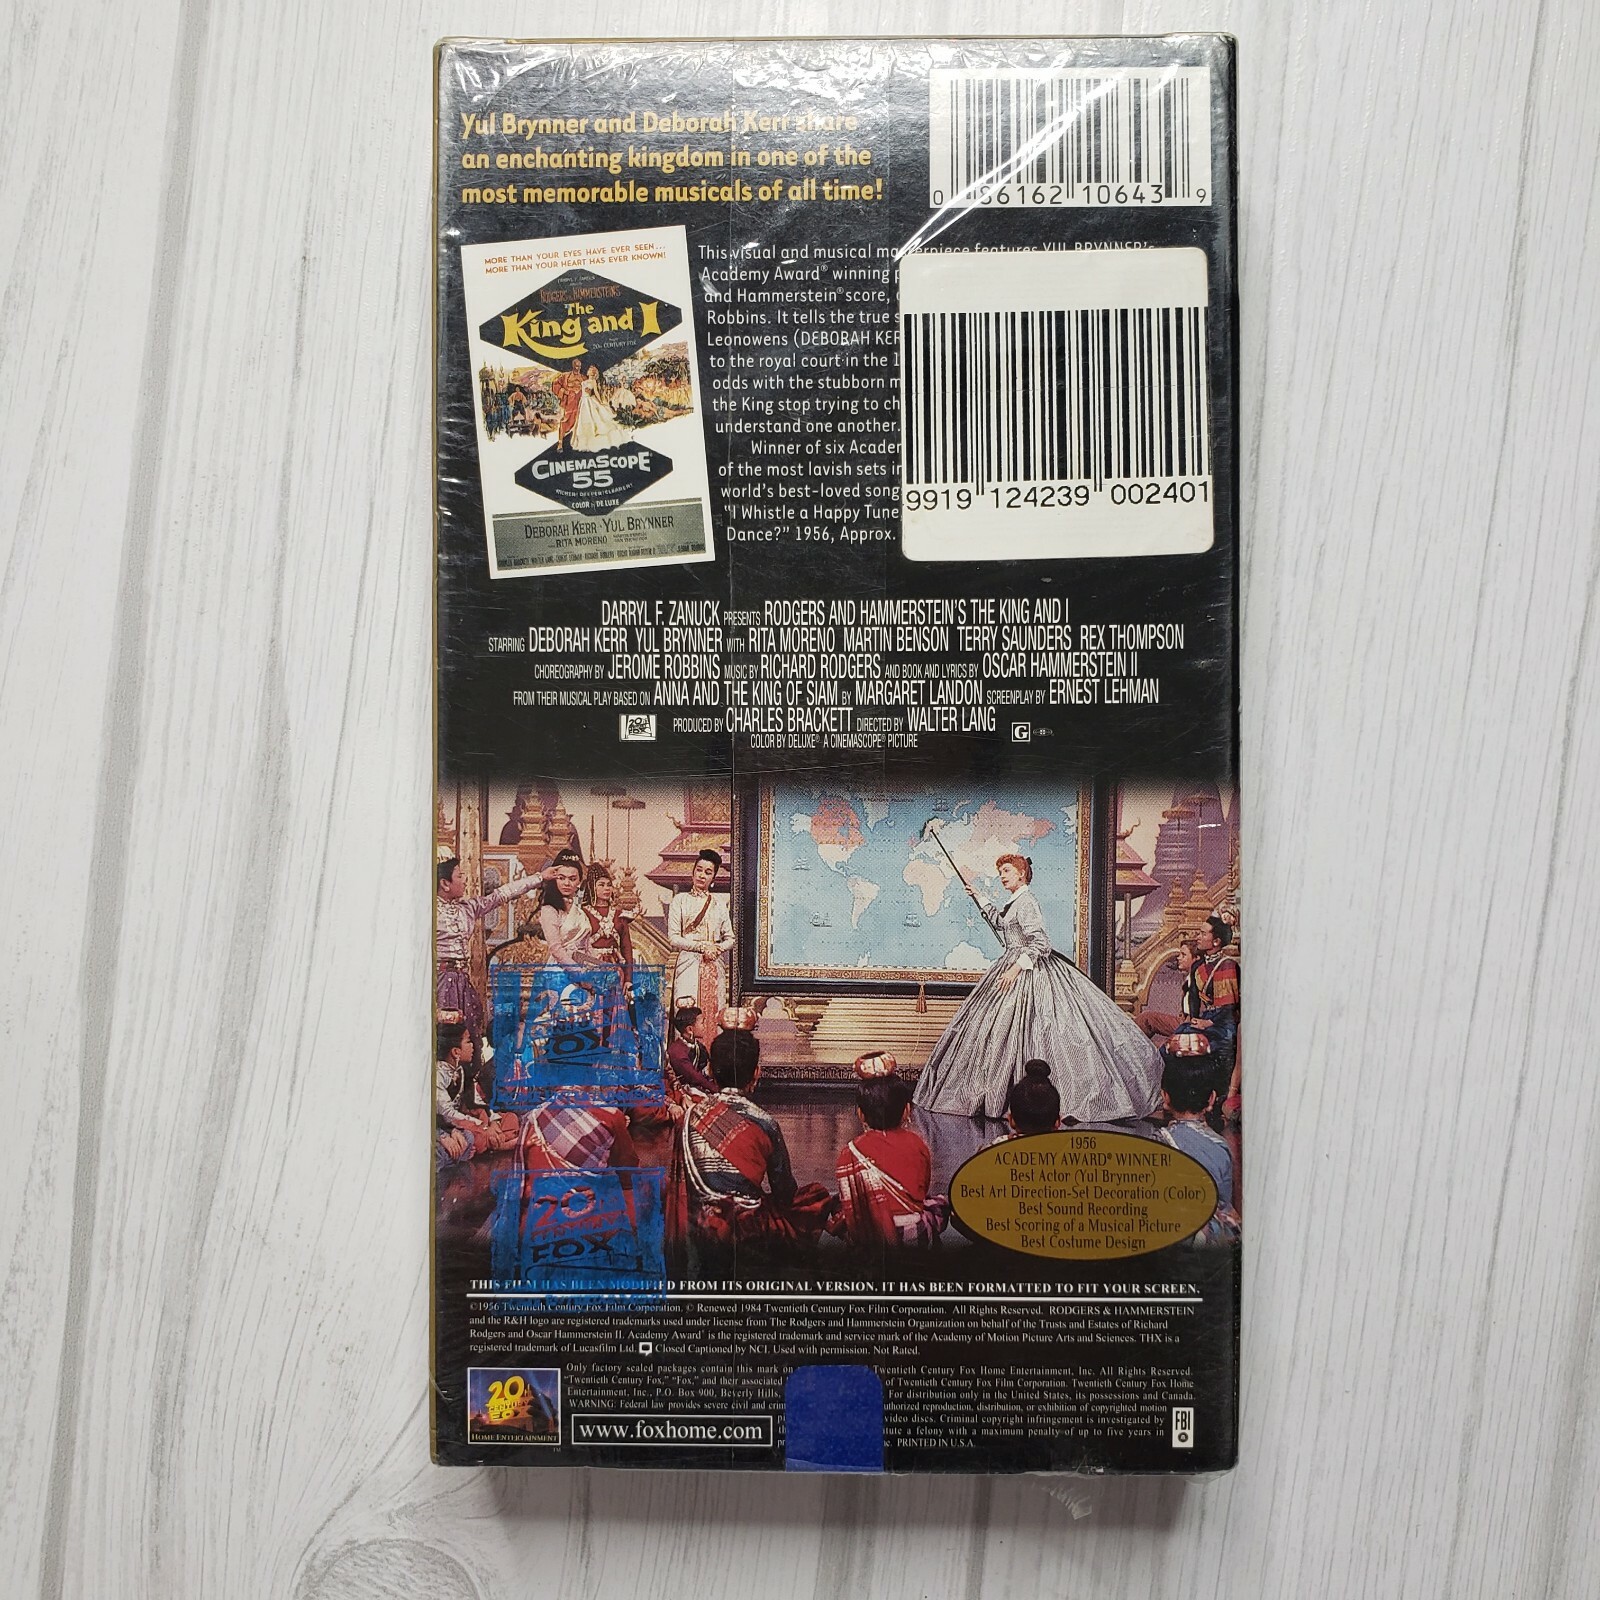 Yul Brynner and Deborah Kerr share
an enchanting kingdom in one of the
most memorable musicals of all time!
0 86162 10643 9
MORE THAN YOUR EYES HAVE EVER SEEN...
MORE THAN YOUR HEART HAS EVER KNOWN!
RODGERS & HAMMERSTEIN'S
The
King and I
CINEMASCOPE
55
COLOR by DE LUXE
DEBORAH KERR · YUL BRYNNER
RITA MORENO
This visual and musical masterpiece features YUL BRYNNER'S
Academy Award® winning
and Hammerstein® score,
Robbins. It tells the true
Leonowens (DEBORAH
to the royal court in the
odds with the stubborn
the King stop trying to
understand one another.
Winner of six
of the most lavish sets
world's best-loved
"I Whistle a Happy
Dance?" 1956, Approx.
9919 124239 002401
DARRYL F. ZANUCK PRESENTS RODGERS AND HAMMERSTEIN'S THE KING AND I
STARRING DEBORAH KERR YUL BRYNNER WITH RITA MORENO MARTIN BENSON TERRY SAUNDERS REX THOMPSON
CHOREOGRAPHY BY JEROME ROBBINS MUSIC BY RICHARD RODGERS AND BOOK AND LYRICS BY OSCAR HAMMERSTEIN II
FROM THEIR MUSICAL PLAY BASED ON ANNA AND THE KING OF SIAM BY MARGARET LANDON SCREENPLAY BY ERNEST LEHMAN
PRODUCED BY CHARLES BRACKETT DIRECTED BY WALTER LANG
G
COLOR BY DELUXE® A CINEMASCOPE® PICTURE
20th
CENTURY
FOX
20th
CENTURY
FOX
1956
ACADEMY AWARD® WINNER!
Best Actor (Yul Brynner)
Best Art Direction-Set Decoration (Color)
Best Sound Recording
Best Scoring of a Musical Picture
Best Costume Design
THIS FILM HAS BEEN MODIFIED FROM ITS ORIGINAL VERSION. IT HAS BEEN FORMATTED TO FIT YOUR SCREEN.
©1956 Twentieth Century Fox Film Corporation. © Renewed 1984 Twentieth Century Fox Film Corporation. All Rights Reserved. RODGERS & HAMMERSTEIN
and the R&H logo are registered trademarks used under license from The Rodgers and Hammerstein Organization on behalf of the Trusts and Estates of Richard
Rodgers and Oscar Hammerstein II. Academy Award® is the registered trademark and service mark of the Academy of Motion Picture Arts and Sciences. THX is a
registered trademark of Lucasfilm Ltd. Closed Captioned by NCI. Used with permission. Not Rated.
Only factory sealed packages contain this mark on Twentieth Century Fox Home Entertainment, Inc. All Rights Reserved.
"Twentieth Century Fox," "Fox," and their associated of Twentieth Century Fox Film Corporation. Twentieth Century Fox Home
Entertainment, Inc., P.O. Box 900, Beverly Hills, For distribution only in the United States, its possessions and Canada.
WARNING: Federal law provides severe civil and reproduction, distribution, or exhibition of copyrighted motion
video discs. Criminal copyright infringement is investigated by
a felony with a maximum penalty of up to five years in
PRINTED IN U.S.A.
20th
CENTURY
FOX
HOME ENTERTAINMENT
www.foxhome.com
FBI